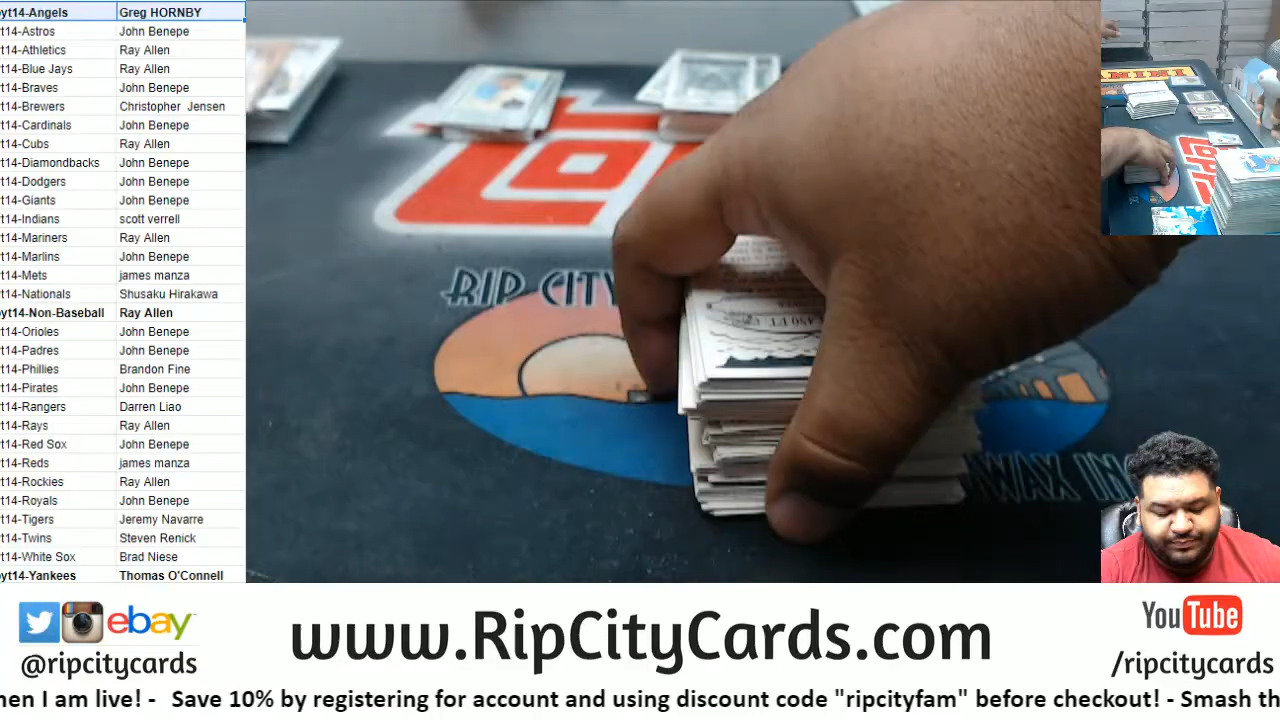 yt14-Angels Greg HORNBY
t14-Astros John Benepe
t14-Athletics Ray Allen
t14-Blue Jays Ray Allen
t14-Braves John Benepe
t14-Brewers Christopher Jensen
t14-Cardinals John Benepe
t14-Cubs Ray Allen
t14-Diamondbacks John Benepe
t14-Dodgers John Benepe
t14-Giants John Benepe
t14-Indians scott verrell
t14-Mariners Ray Allen
t14-Marlins John Benepe
t14-Mets james manza
t14-Nationals Shusaku Hirakawa
oyt14-Non-Baseball Ray Allen
t14-Orioles John Benepe
t14-Padres John Benepe
t14-Phillies Brandon Fine
t14-Pirates John Benepe
t14-Rangers Darren Liao
t14-Rays Ray Allen
t14-Red Sox John Benepe
t14-Reds james manza
t14-Rockies Ray Allen
t14-Royals John Benepe
t14-Tigers Jeremy Navarre
t14-Twins Steven Renick
t14-White Sox Brad Niese
oyt14-Yankees Thomas O'Connell
RIP CITY
WAX IN
ebay
@ripcitycards
www.RipCityCards.com
YouTube
/ripcitycards
hen I am live! - Save 10% by registering for account and using discount code "ripcityfam" before checkout! - Smash th